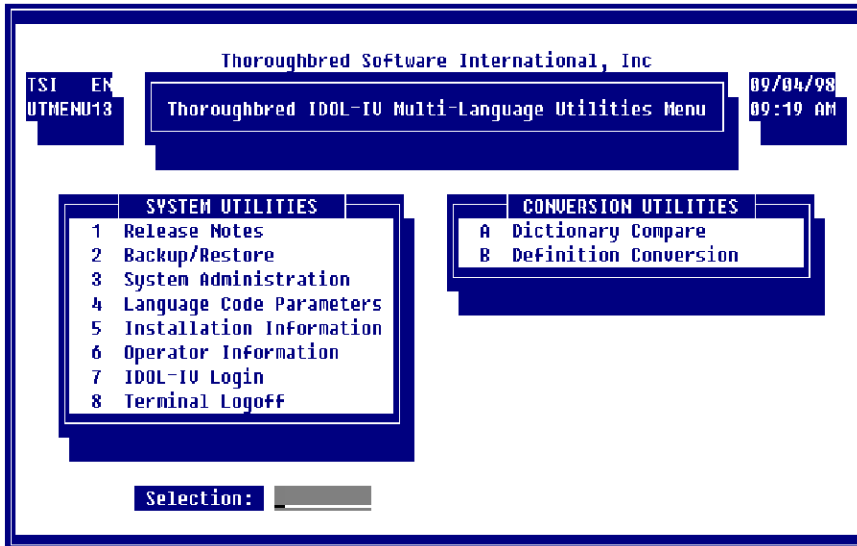 Thoroughbred Software International, Inc
TSI EN
09/04/98
UTMENU13
Thoroughbred IDOL-IV Multi-Language Utilities Menu
09:19 AM
SYSTEM UTILITIES
1 Release Notes
2 Backup/Restore
3 System Administration
4 Language Code Parameters
5 Installation Information
6 Operator Information
7 IDOL-IV Login
8 Terminal Logoff
CONVERSION UTILITIES
A Dictionary Compare
B Definition Conversion
Selection: